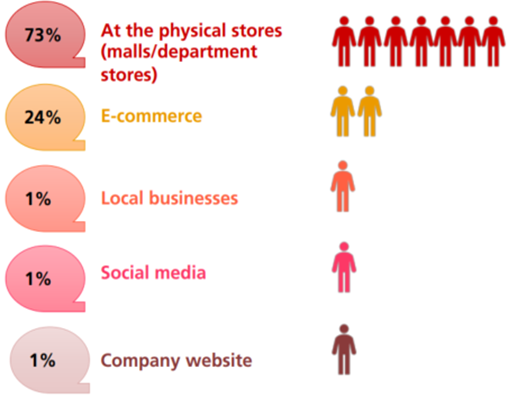 73%
At the physical stores
(malls/department
stores)
24%
E-commerce
1%
Local businesses
1%
Social media
1%
Company website